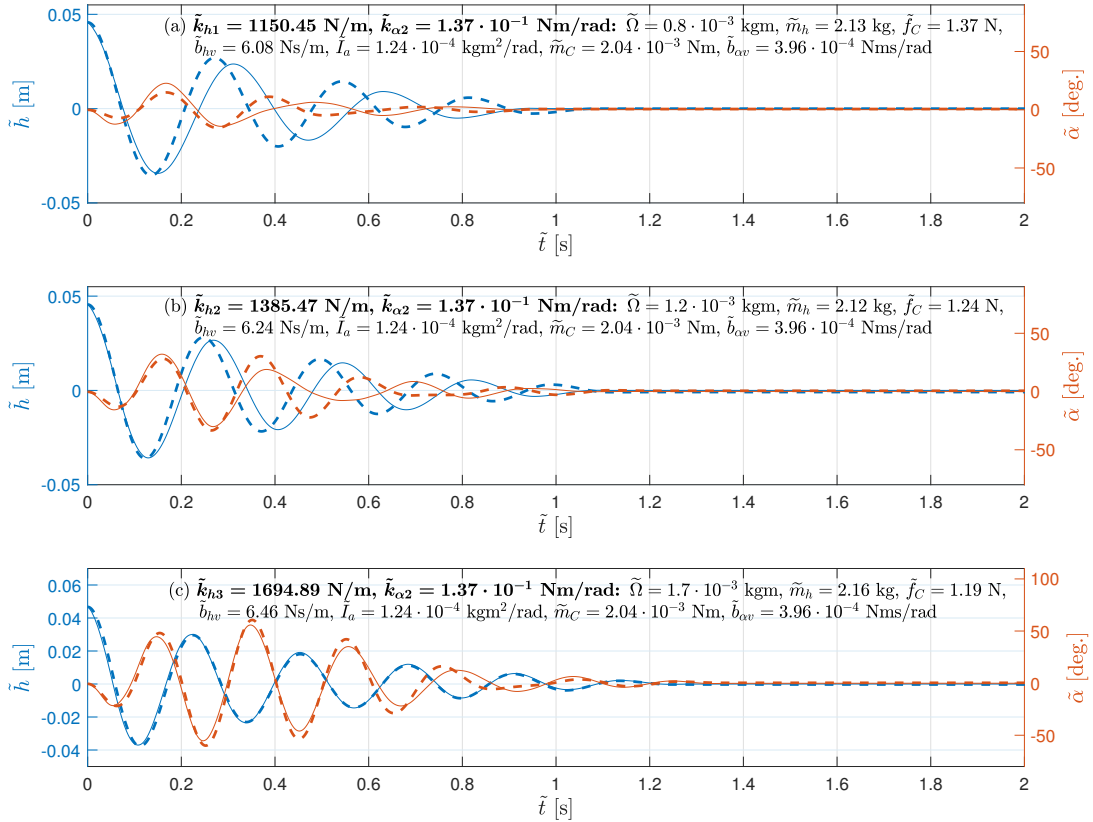 (a) k̃h1 = 1150.45 N/m, k̃α2 = 1.37 · 10⁻¹ Nm/rad: Ω̃ = 0.8 · 10⁻³ kgm, m̃h = 2.13 kg, f̃C = 1.37 N,
b̃hv = 6.08 Ns/m, Ĩa = 1.24 · 10⁻⁴ kgm²/rad, m̃C = 2.04 · 10⁻³ Nm, b̃αv = 3.96 · 10⁻⁴ Nms/rad
0.05
0
-0.05
h̃ [m]
50
0
-50
α̃ [deg.]
0 0.2 0.4 0.6 0.8 1 1.2 1.4 1.6 1.8 2
t̃ [s]
(b) k̃h2 = 1385.47 N/m, k̃α2 = 1.37 · 10⁻¹ Nm/rad: Ω̃ = 1.2 · 10⁻³ kgm, m̃h = 2.12 kg, f̃C = 1.24 N,
b̃hv = 6.24 Ns/m, Ĩa = 1.24 · 10⁻⁴ kgm²/rad, m̃C = 2.04 · 10⁻³ Nm, b̃αv = 3.96 · 10⁻⁴ Nms/rad
0.05
0
-0.05
h̃ [m]
50
0
-50
α̃ [deg.]
0 0.2 0.4 0.6 0.8 1 1.2 1.4 1.6 1.8 2
t̃ [s]
(c) k̃h3 = 1694.89 N/m, k̃α2 = 1.37 · 10⁻¹ Nm/rad: Ω̃ = 1.7 · 10⁻³ kgm, m̃h = 2.16 kg, f̃C = 1.19 N,
b̃hv = 6.46 Ns/m, Ĩa = 1.24 · 10⁻⁴ kgm²/rad, m̃C = 2.04 · 10⁻³ Nm, b̃αv = 3.96 · 10⁻⁴ Nms/rad
0.06
0.04
0.02
0
-0.02
-0.04
h̃ [m]
100
50
0
-50
α̃ [deg.]
0 0.2 0.4 0.6 0.8 1 1.2 1.4 1.6 1.8 2
t̃ [s]